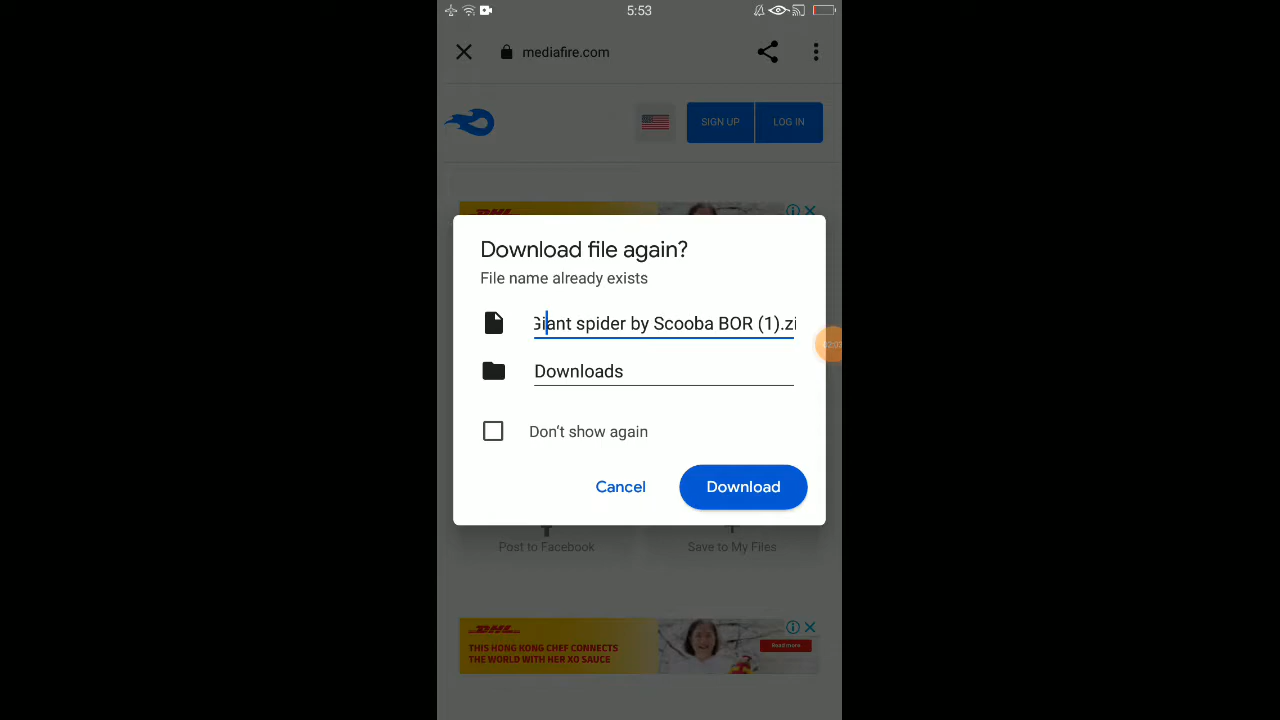 5:53
mediafire.com
SIGN UP
LOG IN
Download file again?
File name already exists
Giant spider by Scooba BOR (1).zi
Downloads
Don't show again
Cancel
Download
Post to Facebook
Save to My Files
DHL
THIS HONG KONG CHEF CONNECTS
THE WORLD WITH HER XO SAUCE
Read more